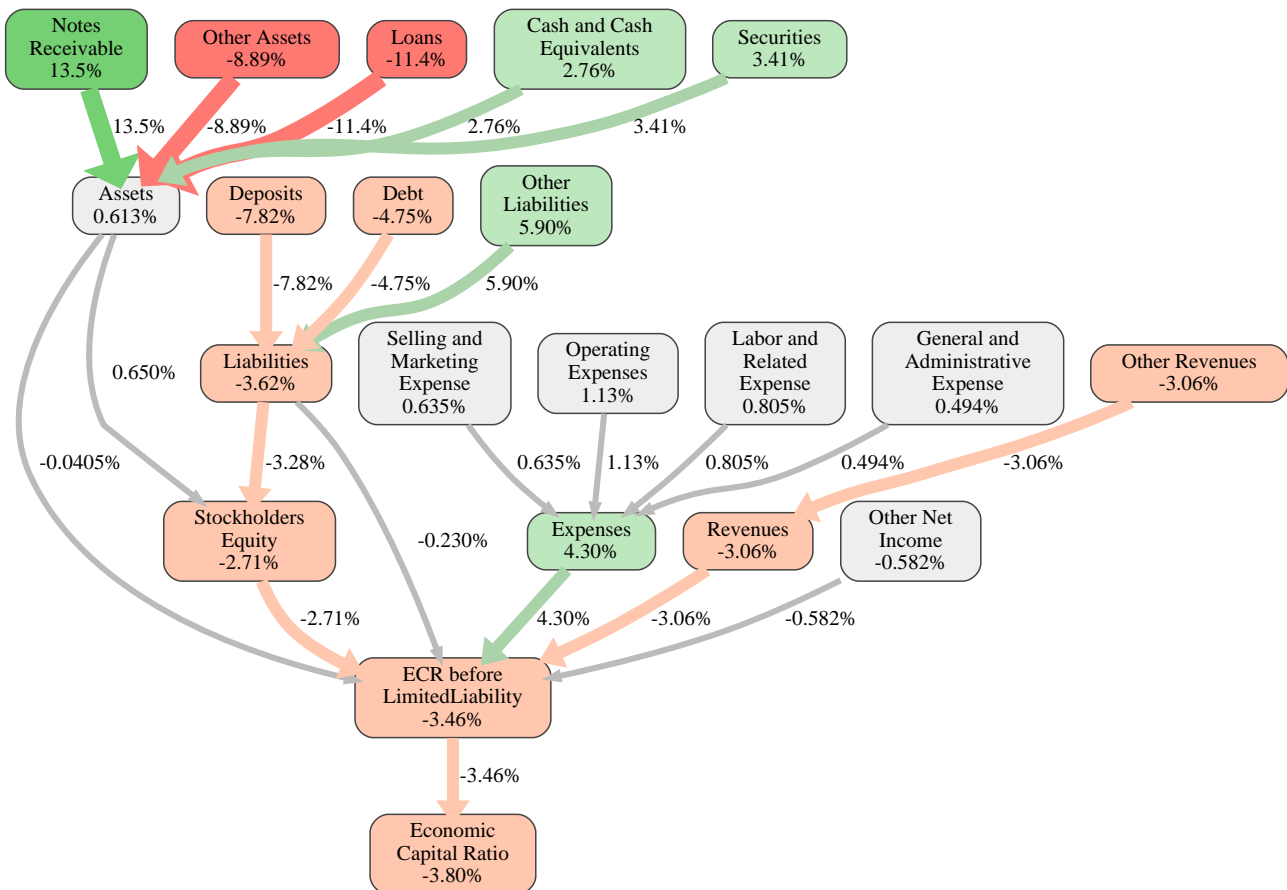 Notes
Receivable
13.5%
Other Assets
-8.89%
Loans
-11.4%
Cash and Cash
Equivalents
2.76%
Securities
3.41%
13.5%
-8.89%
-11.4%
2.76%
3.41%
Assets
0.613%
Deposits
-7.82%
Debt
-4.75%
Other
Liabilities
5.90%
-7.82%
-4.75%
5.90%
Liabilities
-3.62%
Selling and
Marketing
Expense
0.635%
Operating
Expenses
1.13%
Labor and
Related
Expense
0.805%
General and
Administrative
Expense
0.494%
Other Revenues
-3.06%
0.650%
-0.0405%
-3.28%
0.635%
1.13%
0.805%
0.494%
-3.06%
Stockholders
Equity
-2.71%
-0.230%
Expenses
4.30%
Revenues
-3.06%
Other Net
Income
-0.582%
-2.71%
4.30%
-3.06%
-0.582%
ECR before
LimitedLiability
-3.46%
-3.46%
Economic
Capital Ratio
-3.80%